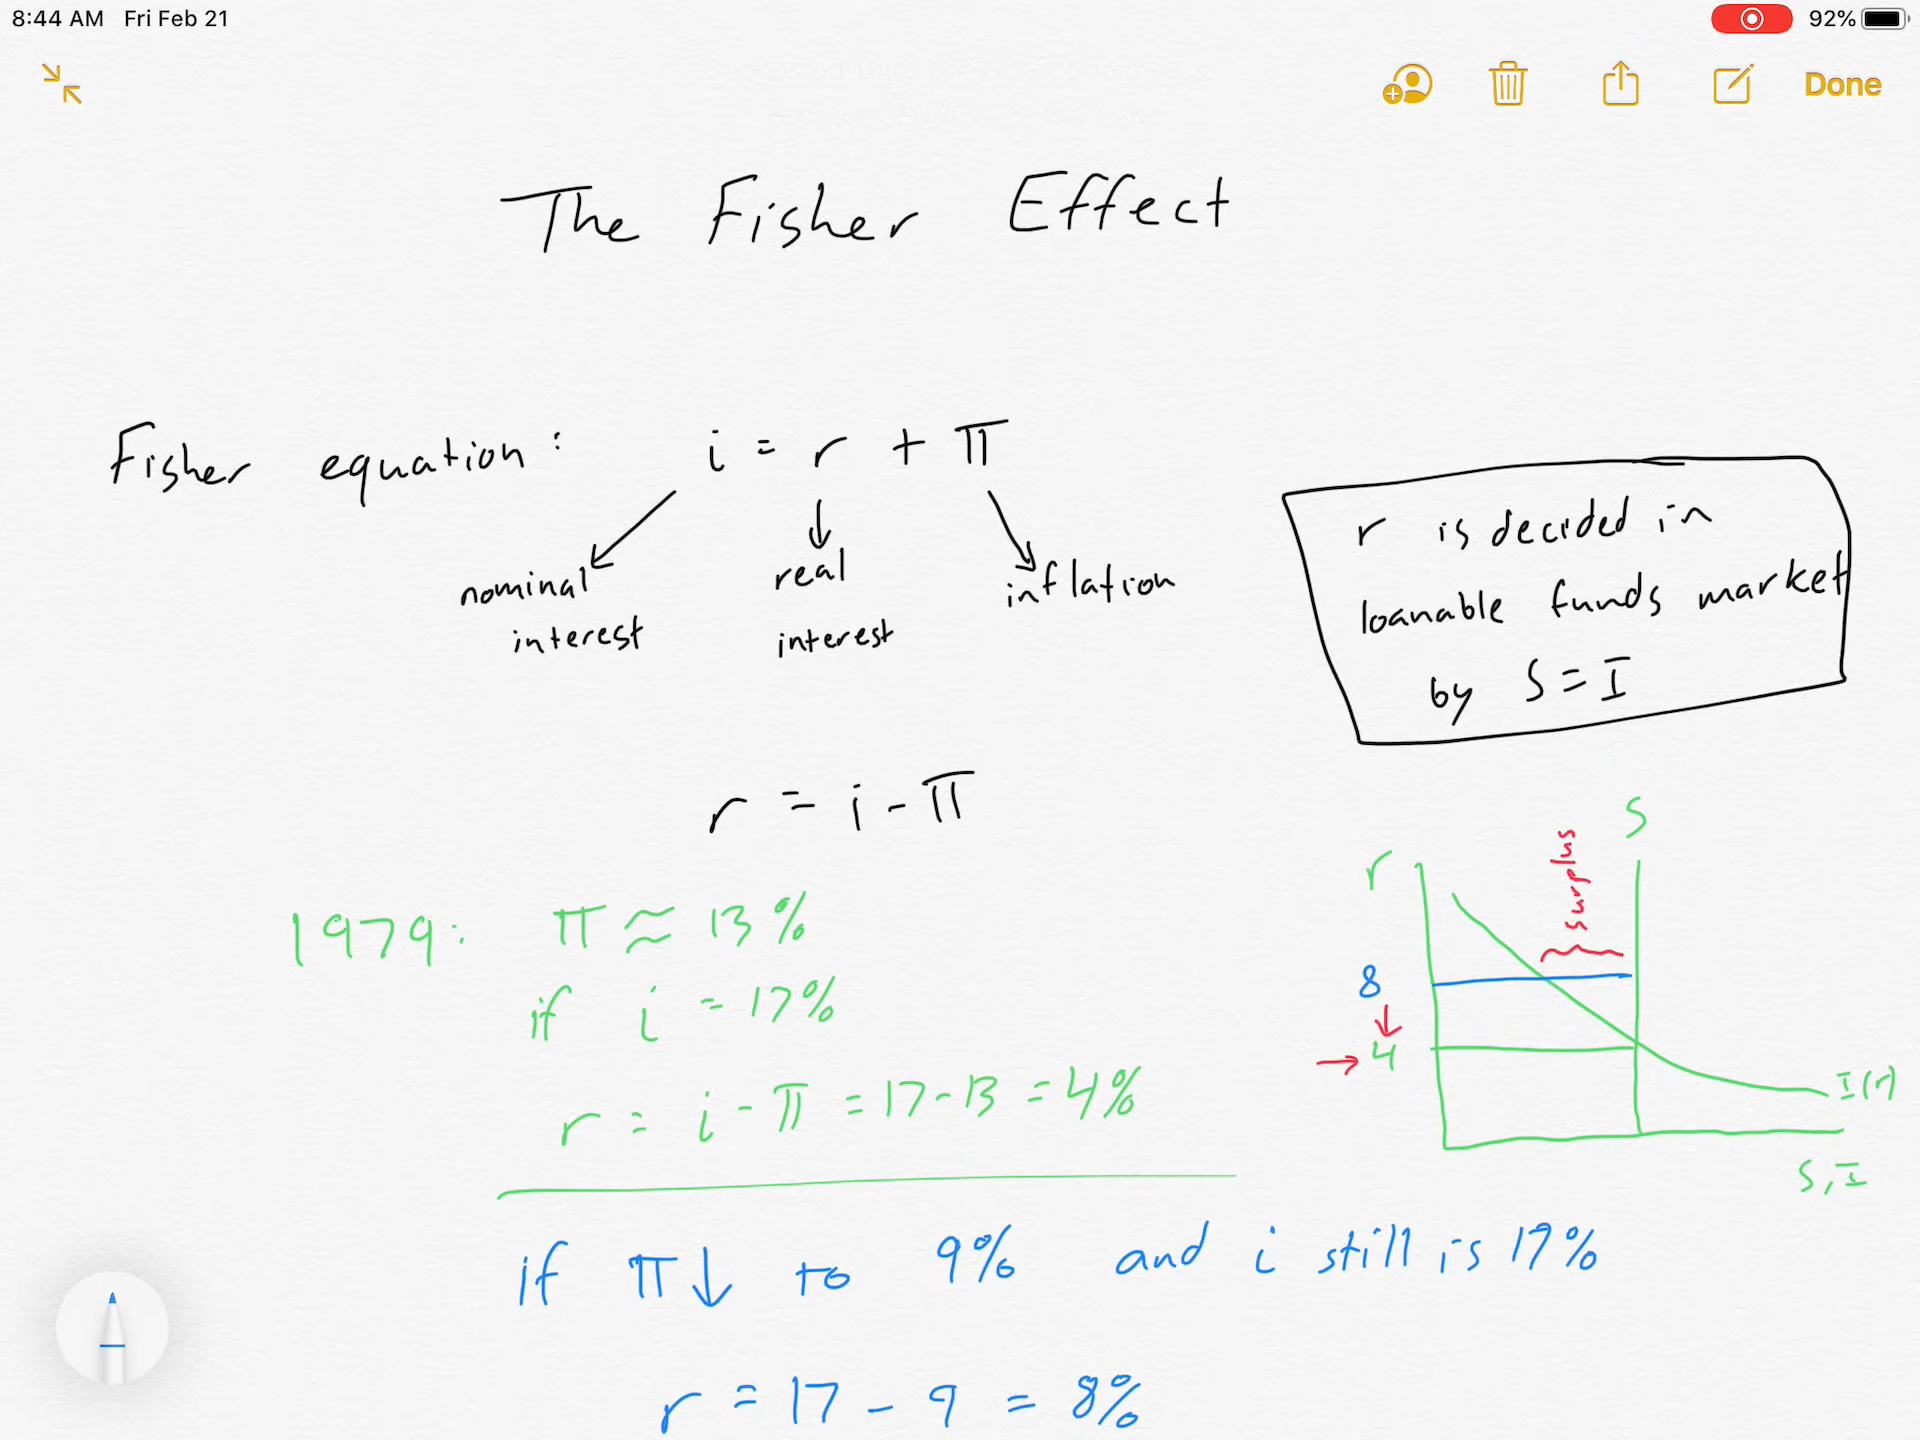 8:44 AM Fri Feb 21
92%
Done
The Fisher Effect
Fisher equation: i = r + π
nominal interest
real interest
inflation
r is decided in
loanable funds market
by S = I
r = i - π
1979: π ≈ 13%
if i = 17%
r = i - π = 17 - 13 = 4%
S
r
surplus
8
↓
→ 4
I(r)
S, I
if π↓ to 9% and i still is 17%
r = 17 - 9 = 8%